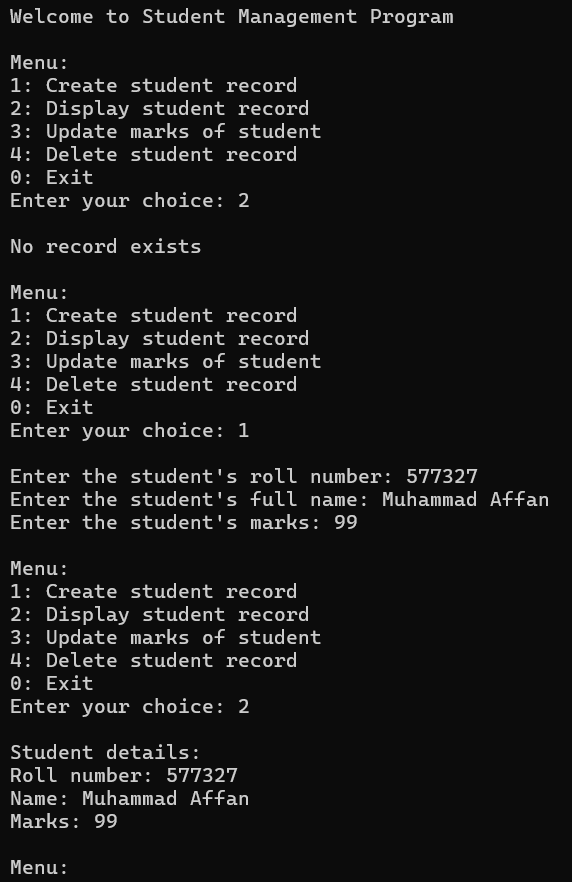 Welcome to Student Management Program
Menu:
1: Create student record
2: Display student record
3: Update marks of student
4: Delete student record
0: Exit
Enter your choice: 2
No record exists
Menu:
1: Create student record
2: Display student record
3: Update marks of student
4: Delete student record
0: Exit
Enter your choice: 1
Enter the student's roll number: 577327
Enter the student's full name: Muhammad Affan
Enter the student's marks: 99
Menu:
1: Create student record
2: Display student record
3: Update marks of student
4: Delete student record
0: Exit
Enter your choice: 2
Student details:
Roll number: 577327
Name: Muhammad Affan
Marks: 99
Menu: